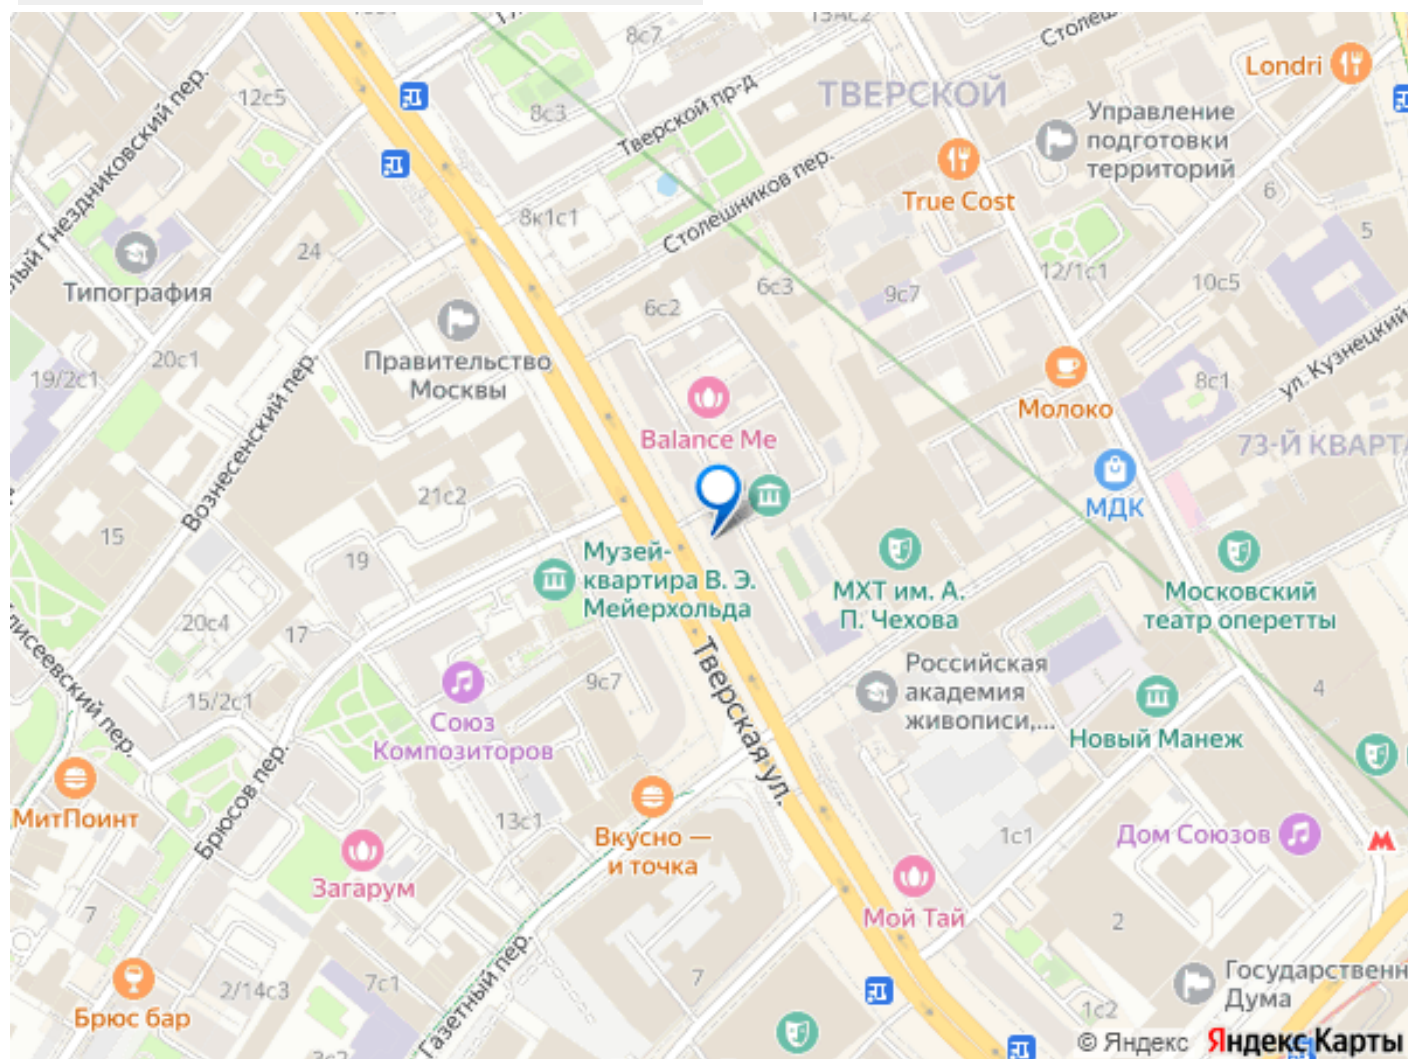 15Ас2
8с7
Столеш
Londri
12с5
ТВЕРСКОЙ
8с3
Тверской пр-д
Управление
подготовки
территорий
Столешников пер.
True Cost
6
8к1с1
5
24
Типография
12/1с1
10с5
6с3
9с7
6с2
Правительство
Москвы
20с1
19/2с1
ул. Кузнецкий
8с1
Молоко
Balance Me
73-Й КВАРТА
Вознесенский пер.
21с2
МДК
15
19
Музей-
квартира В. Э.
Мейерхольда
МХТ им. А.
П. Чехова
Московский
театр оперетты
20с4
17
Российская
академия
живописи,...
15/2с1
9с7
4
Союз
Композиторов
Тверская ул.
Новый Манеж
Брюсов пер.
МитПоинт
13с1
Вкусно —
и точка
1с1
Дом Союзов
Загарум
Мой Тай
7
2
7
7с1
2/14с3
Газетный пер.
Государственн
Дума
Брюс бар
1с2
© Яндекс Яндекс Карты